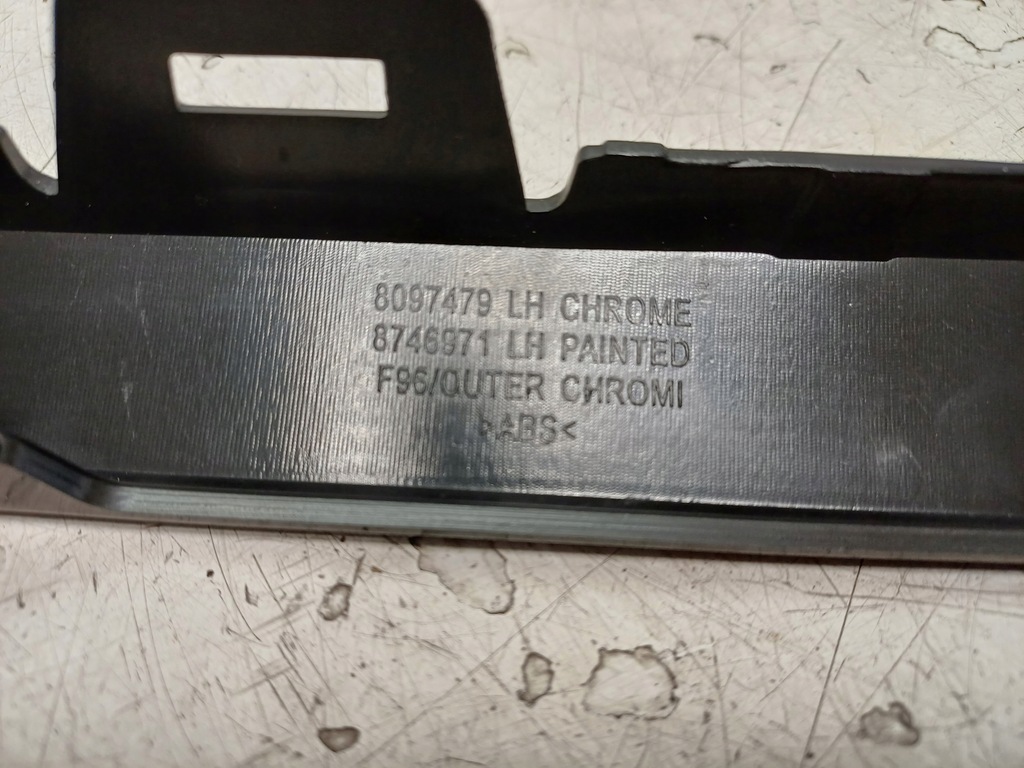 8097479 LH CHROME
8746971 LH PAINTED
F96/OUTER CHROMI
>ABS<